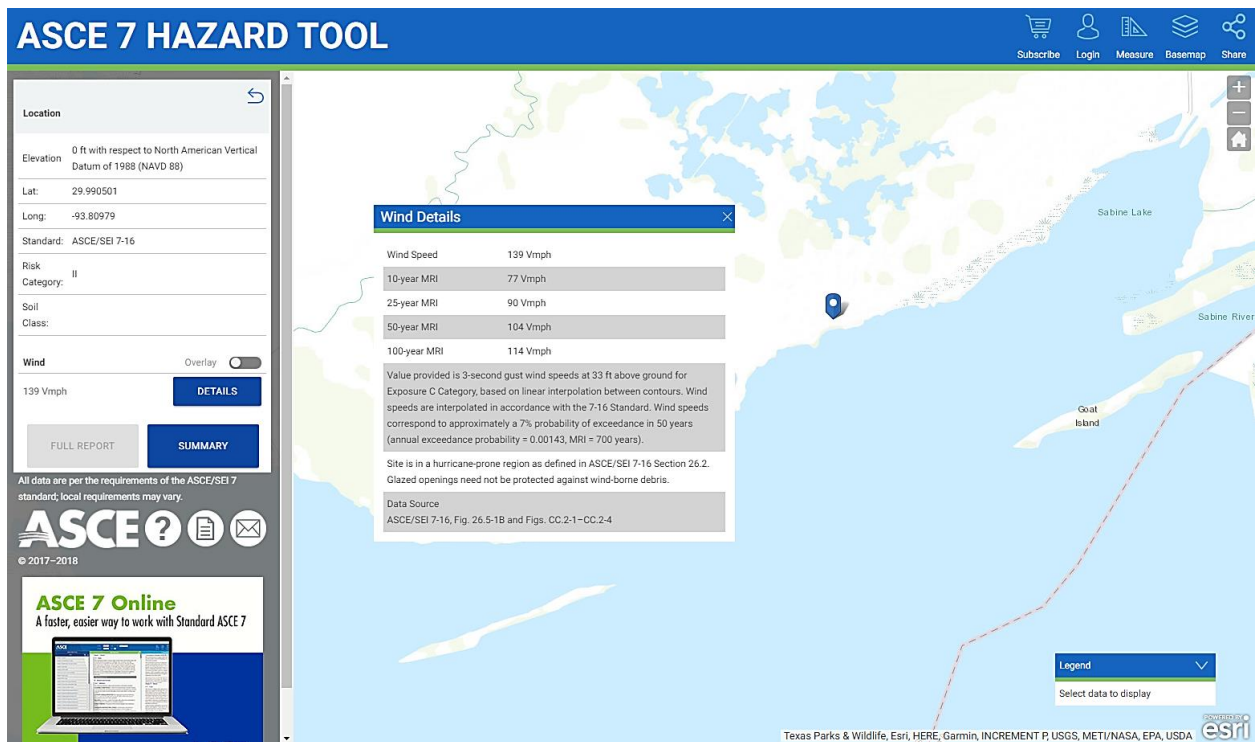 ASCE 7 HAZARD TOOL
Subscribe
Login
Measure
Basemap
Share
Location
Elevation
0 ft with respect to North American Vertical
Datum of 1988 (NAVD 88)
Lat:
29.990501
Long:
-93.80979
Standard:
ASCE/SEI 7-16
Risk
Category:
II
Soil
Class:
Wind
Overlay
139 Vmph
DETAILS
FULL REPORT
SUMMARY
All data are per the requirements of the ASCE/SEI 7
standard; local requirements may vary.
ASCE
?
© 2017–2018
ASCE 7 Online
A faster, easier way to work with Standard ASCE 7
Wind Details
Wind Speed
139 Vmph
10-year MRI
77 Vmph
25-year MRI
90 Vmph
50-year MRI
104 Vmph
100-year MRI
114 Vmph
Value provided is 3-second gust wind speeds at 33 ft above ground for
Exposure C Category, based on linear interpolation between contours. Wind
speeds are interpolated in accordance with the 7-16 Standard. Wind speeds
correspond to approximately a 7% probability of exceedance in 50 years
(annual exceedance probability = 0.00143, MRI = 700 years).
Site is in a hurricane-prone region as defined in ASCE/SEI 7-16 Section 26.2.
Glazed openings need not be protected against wind-borne debris.
Data Source
ASCE/SEI 7-16, Fig. 26.5-1B and Figs. CC.2-1–CC.2-4
Sabine Lake
Sabine River
Goat
Island
Legend
Select data to display
Texas Parks & Wildlife, Esri, HERE, Garmin, INCREMENT P, USGS, METI/NASA, EPA, USDA
POWERED BY
esri